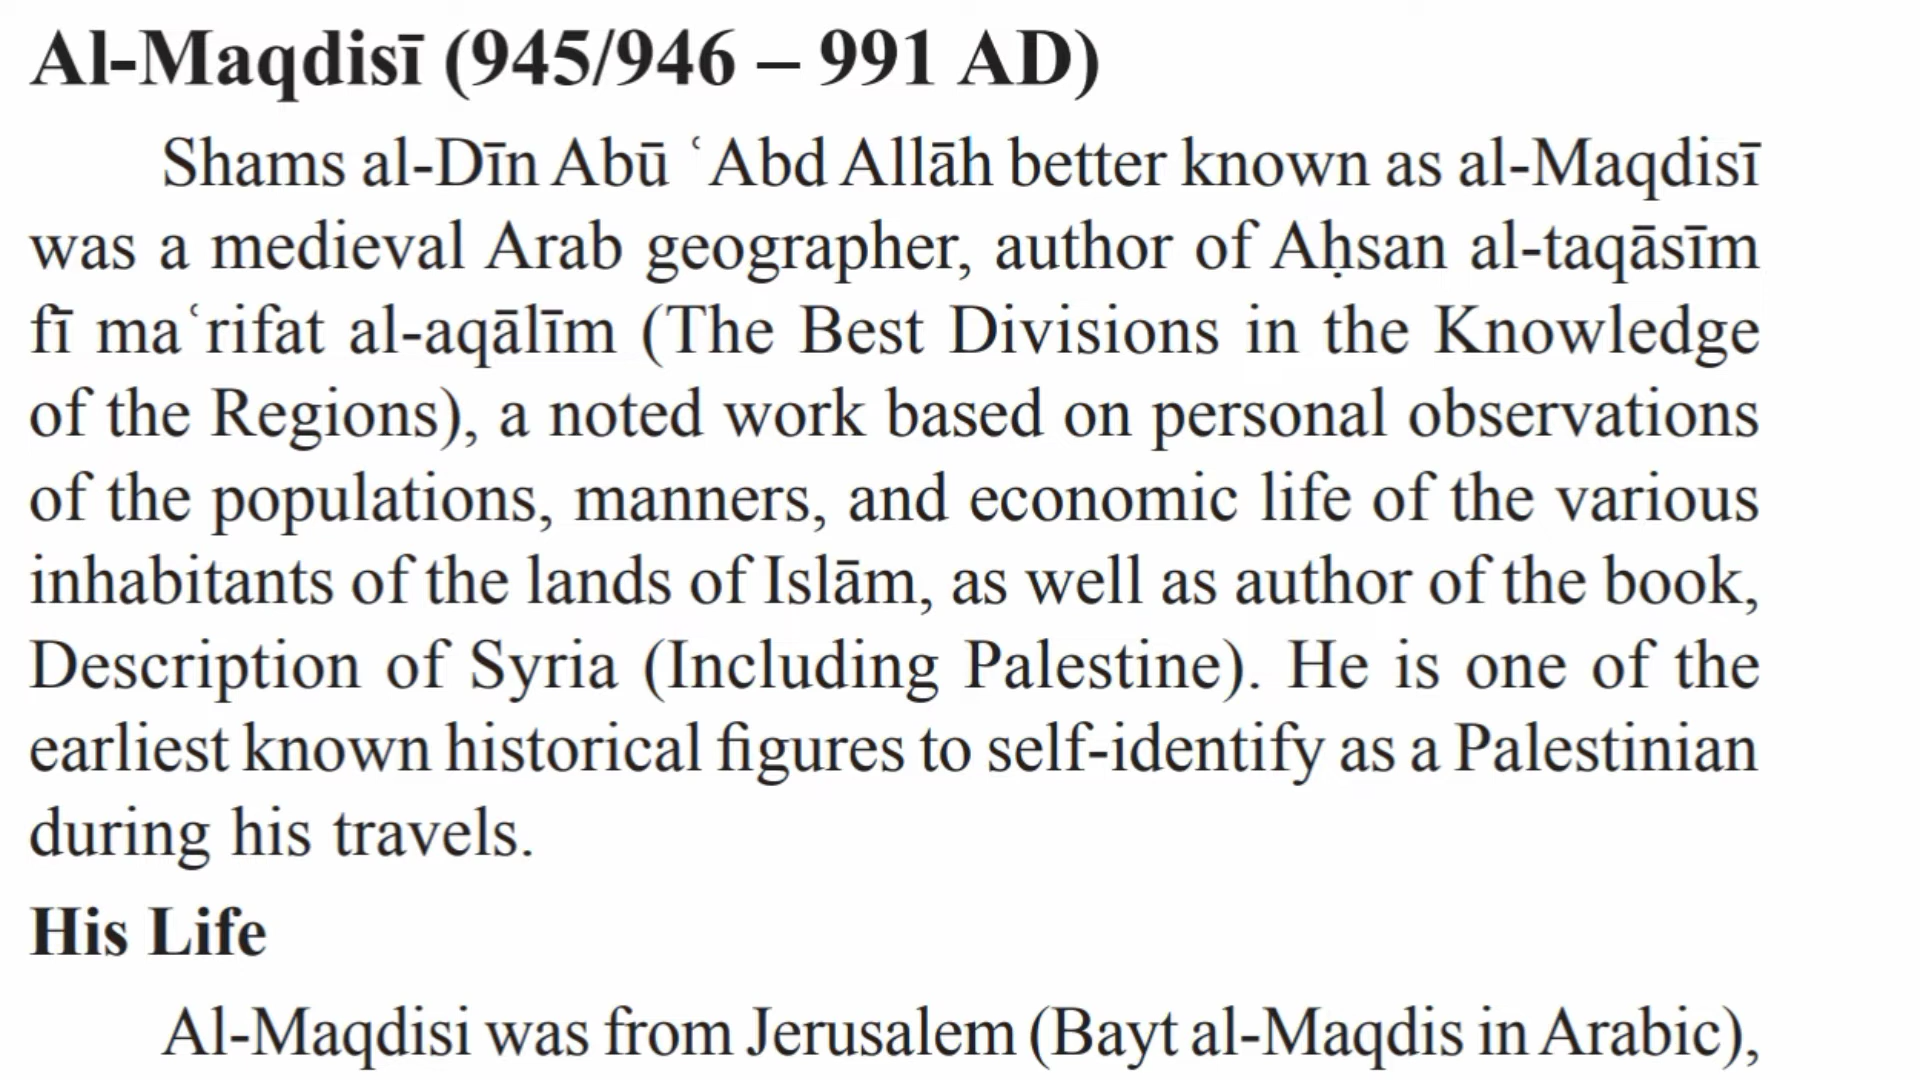 Al-Maqdisī (945/946 – 991 AD)
Shams al-Dīn Abū ʿAbd Allāh better known as al-Maqdisī
was a medieval Arab geographer, author of Aḥsan al-taqāsīm
fī maʿrifat al-aqālīm (The Best Divisions in the Knowledge
of the Regions), a noted work based on personal observations
of the populations, manners, and economic life of the various
inhabitants of the lands of Islām, as well as author of the book,
Description of Syria (Including Palestine). He is one of the
earliest known historical figures to self-identify as a Palestinian
during his travels.
His Life
Al-Maqdisi was from Jerusalem (Bayt al-Maqdis in Arabic),